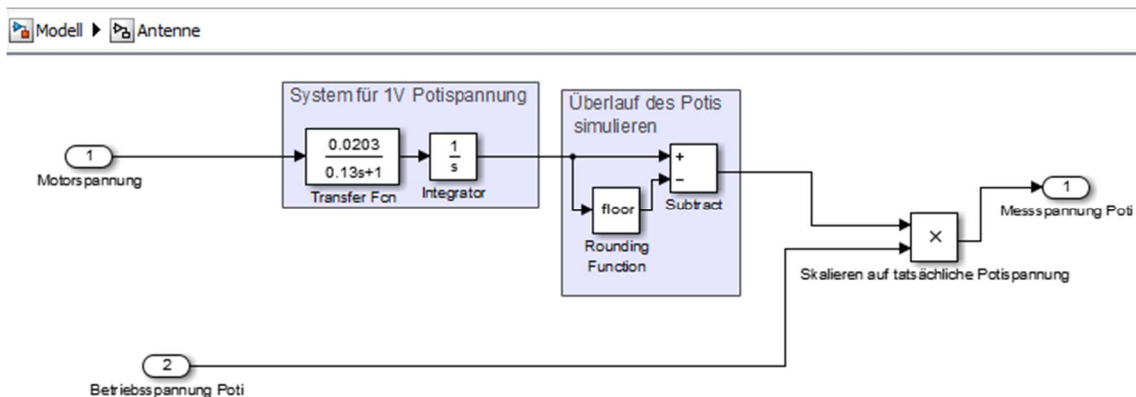 Modell Antenne
System für 1V Potispannung
Überlauf des Potis
simulieren
1
Motorspannung
0.0203
0.13s+1
Transfer Fcn
1
s
Integrator
+
−
Subtract
floor
Rounding
Function
×
Skalieren auf tatsächliche Potispannung
1
Messspannung Poti
2
Betriebsspannung Poti